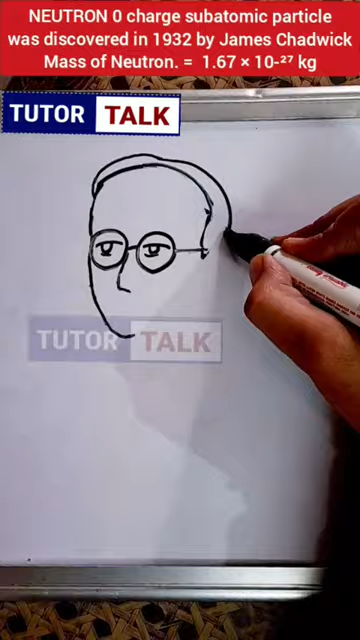 NEUTRON 0 charge subatomic particle
was discovered in 1932 by James Chadwick
Mass of Neutron. = 1.67 × 10-²⁷ kg
TUTOR TALK
TUTOR TALK